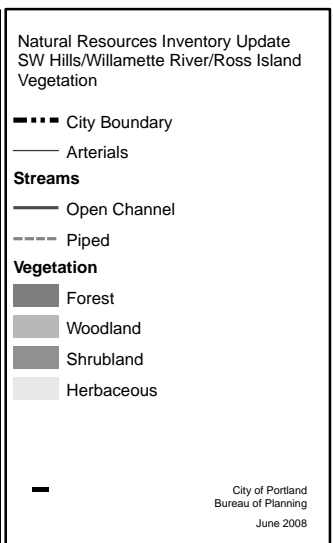 Natural Resources Inventory Update
SW Hills/Willamette River/Ross Island
Vegetation
City Boundary
Arterials
Streams
Open Channel
Piped
Vegetation
Forest
Woodland
Shrubland
Herbaceous
City of Portland
Bureau of Planning
June 2008